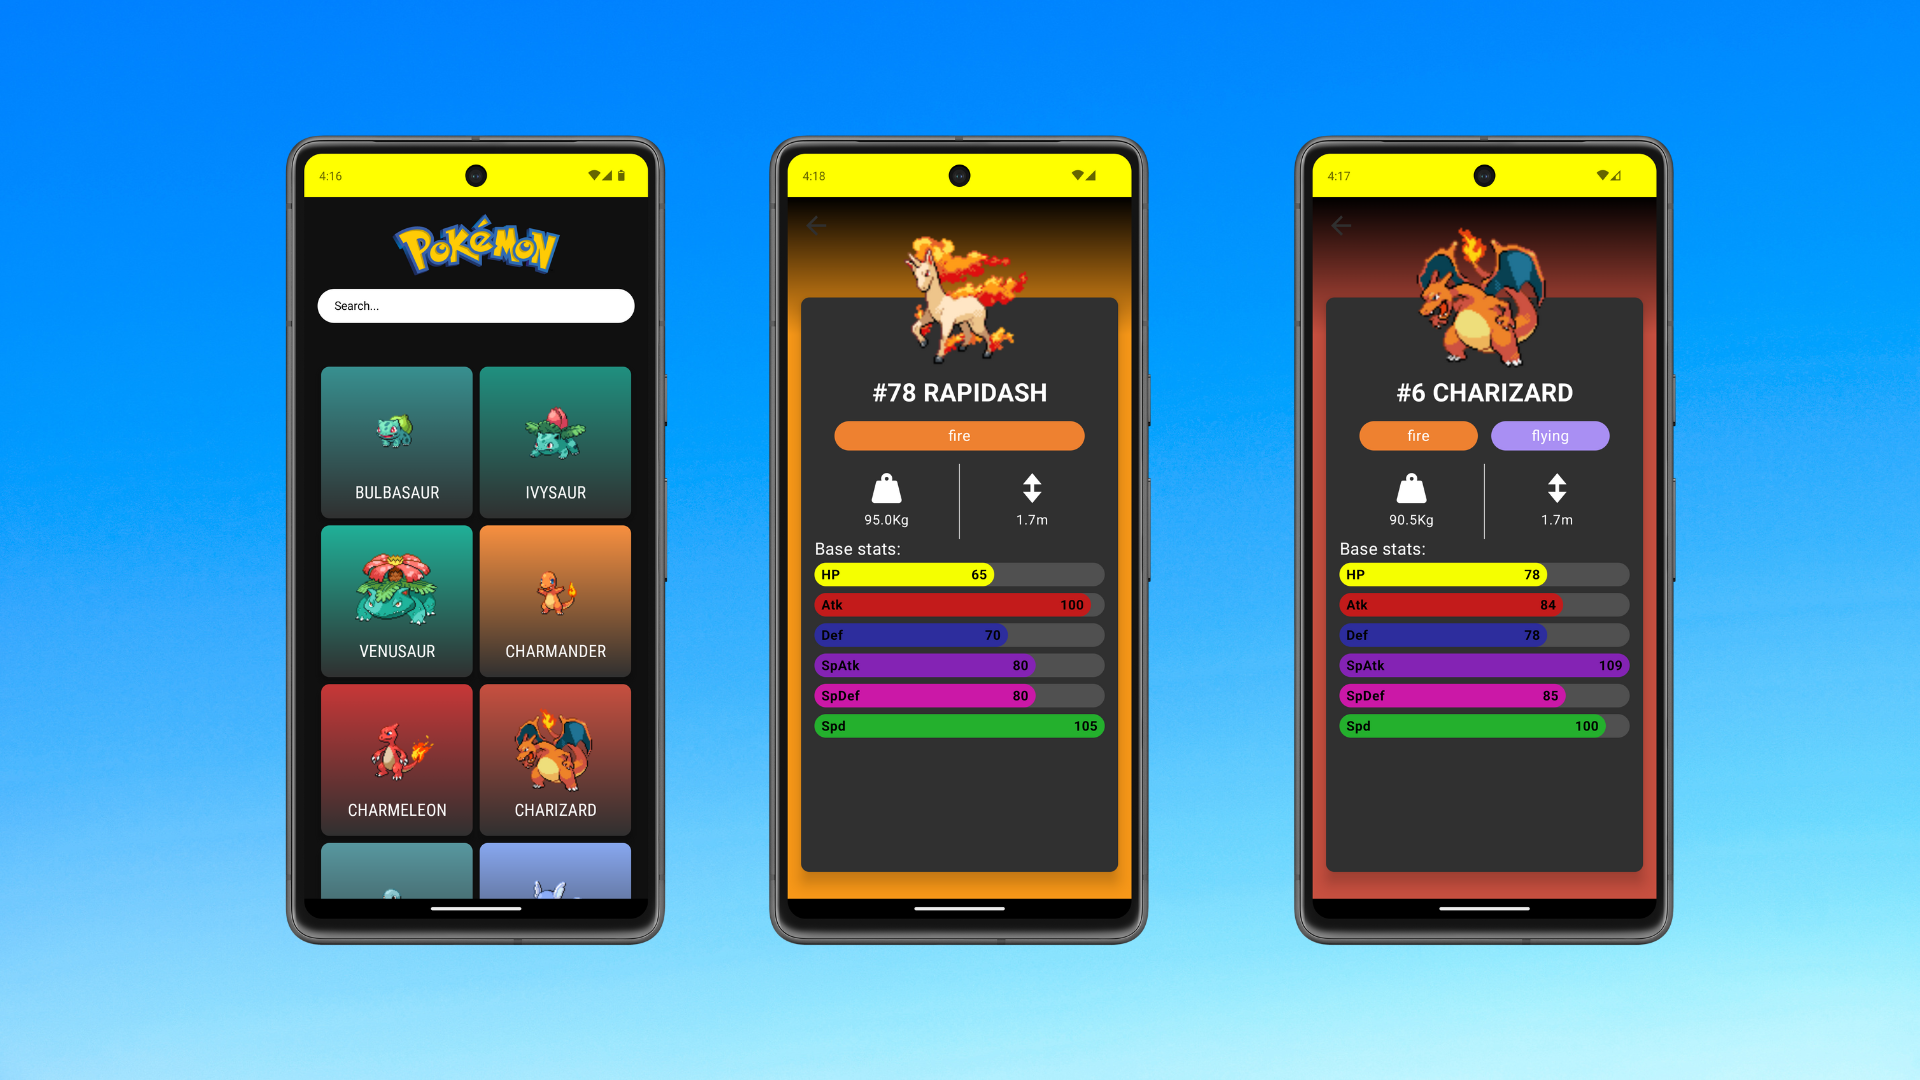 4:16
POKéMON
Search...
BULBASAUR
IVYSAUR
VENUSAUR
CHARMANDER
CHARMELEON
CHARIZARD
4:18
#78 RAPIDASH
fire
95.0Kg
1.7m
Base stats:
HP 65
Atk 100
Def 70
SpAtk 80
SpDef 80
Spd 105
4:17
#6 CHARIZARD
fire flying
90.5Kg
1.7m
Base stats:
HP 78
Atk 84
Def 78
SpAtk 109
SpDef 85
Spd 100